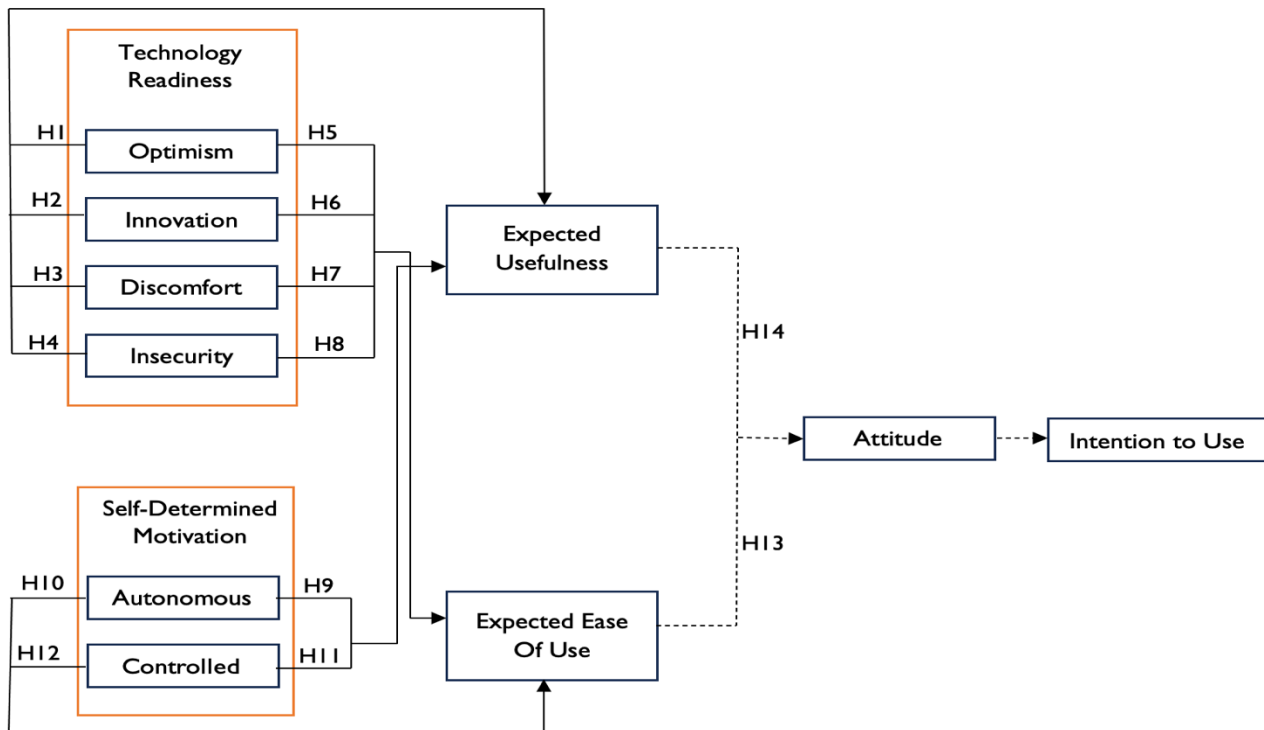 Technology
Readiness
H1
Optimism
H5
H2
Innovation
H6
H3
Discomfort
H7
H4
Insecurity
H8
Expected
Usefulness
H14
Attitude
Intention to Use
H13
Self-Determined
Motivation
H10
Autonomous
H9
H12
Controlled
H11
Expected Ease
Of Use